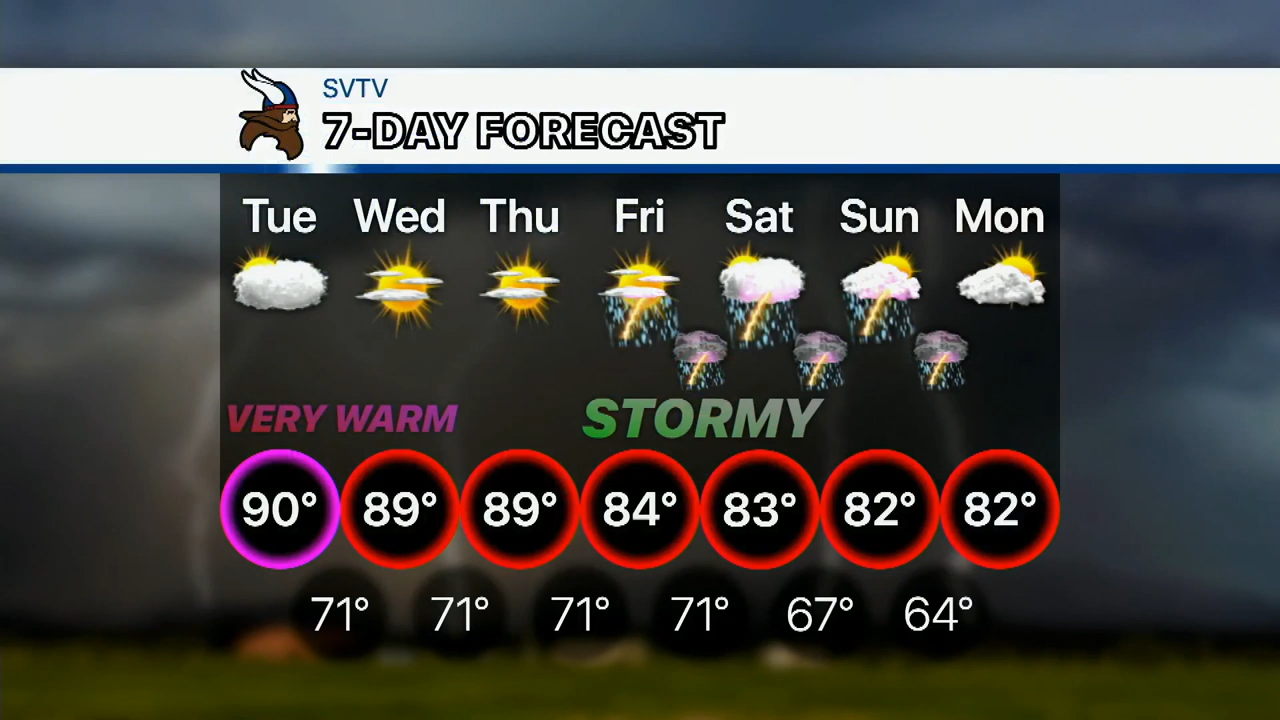 SVTV
7-DAY FORECAST
Tue Wed Thu Fri Sat Sun Mon
VERY WARM STORMY
90° 89° 89° 84° 83° 82° 82°
71° 71° 71° 71° 67° 64°